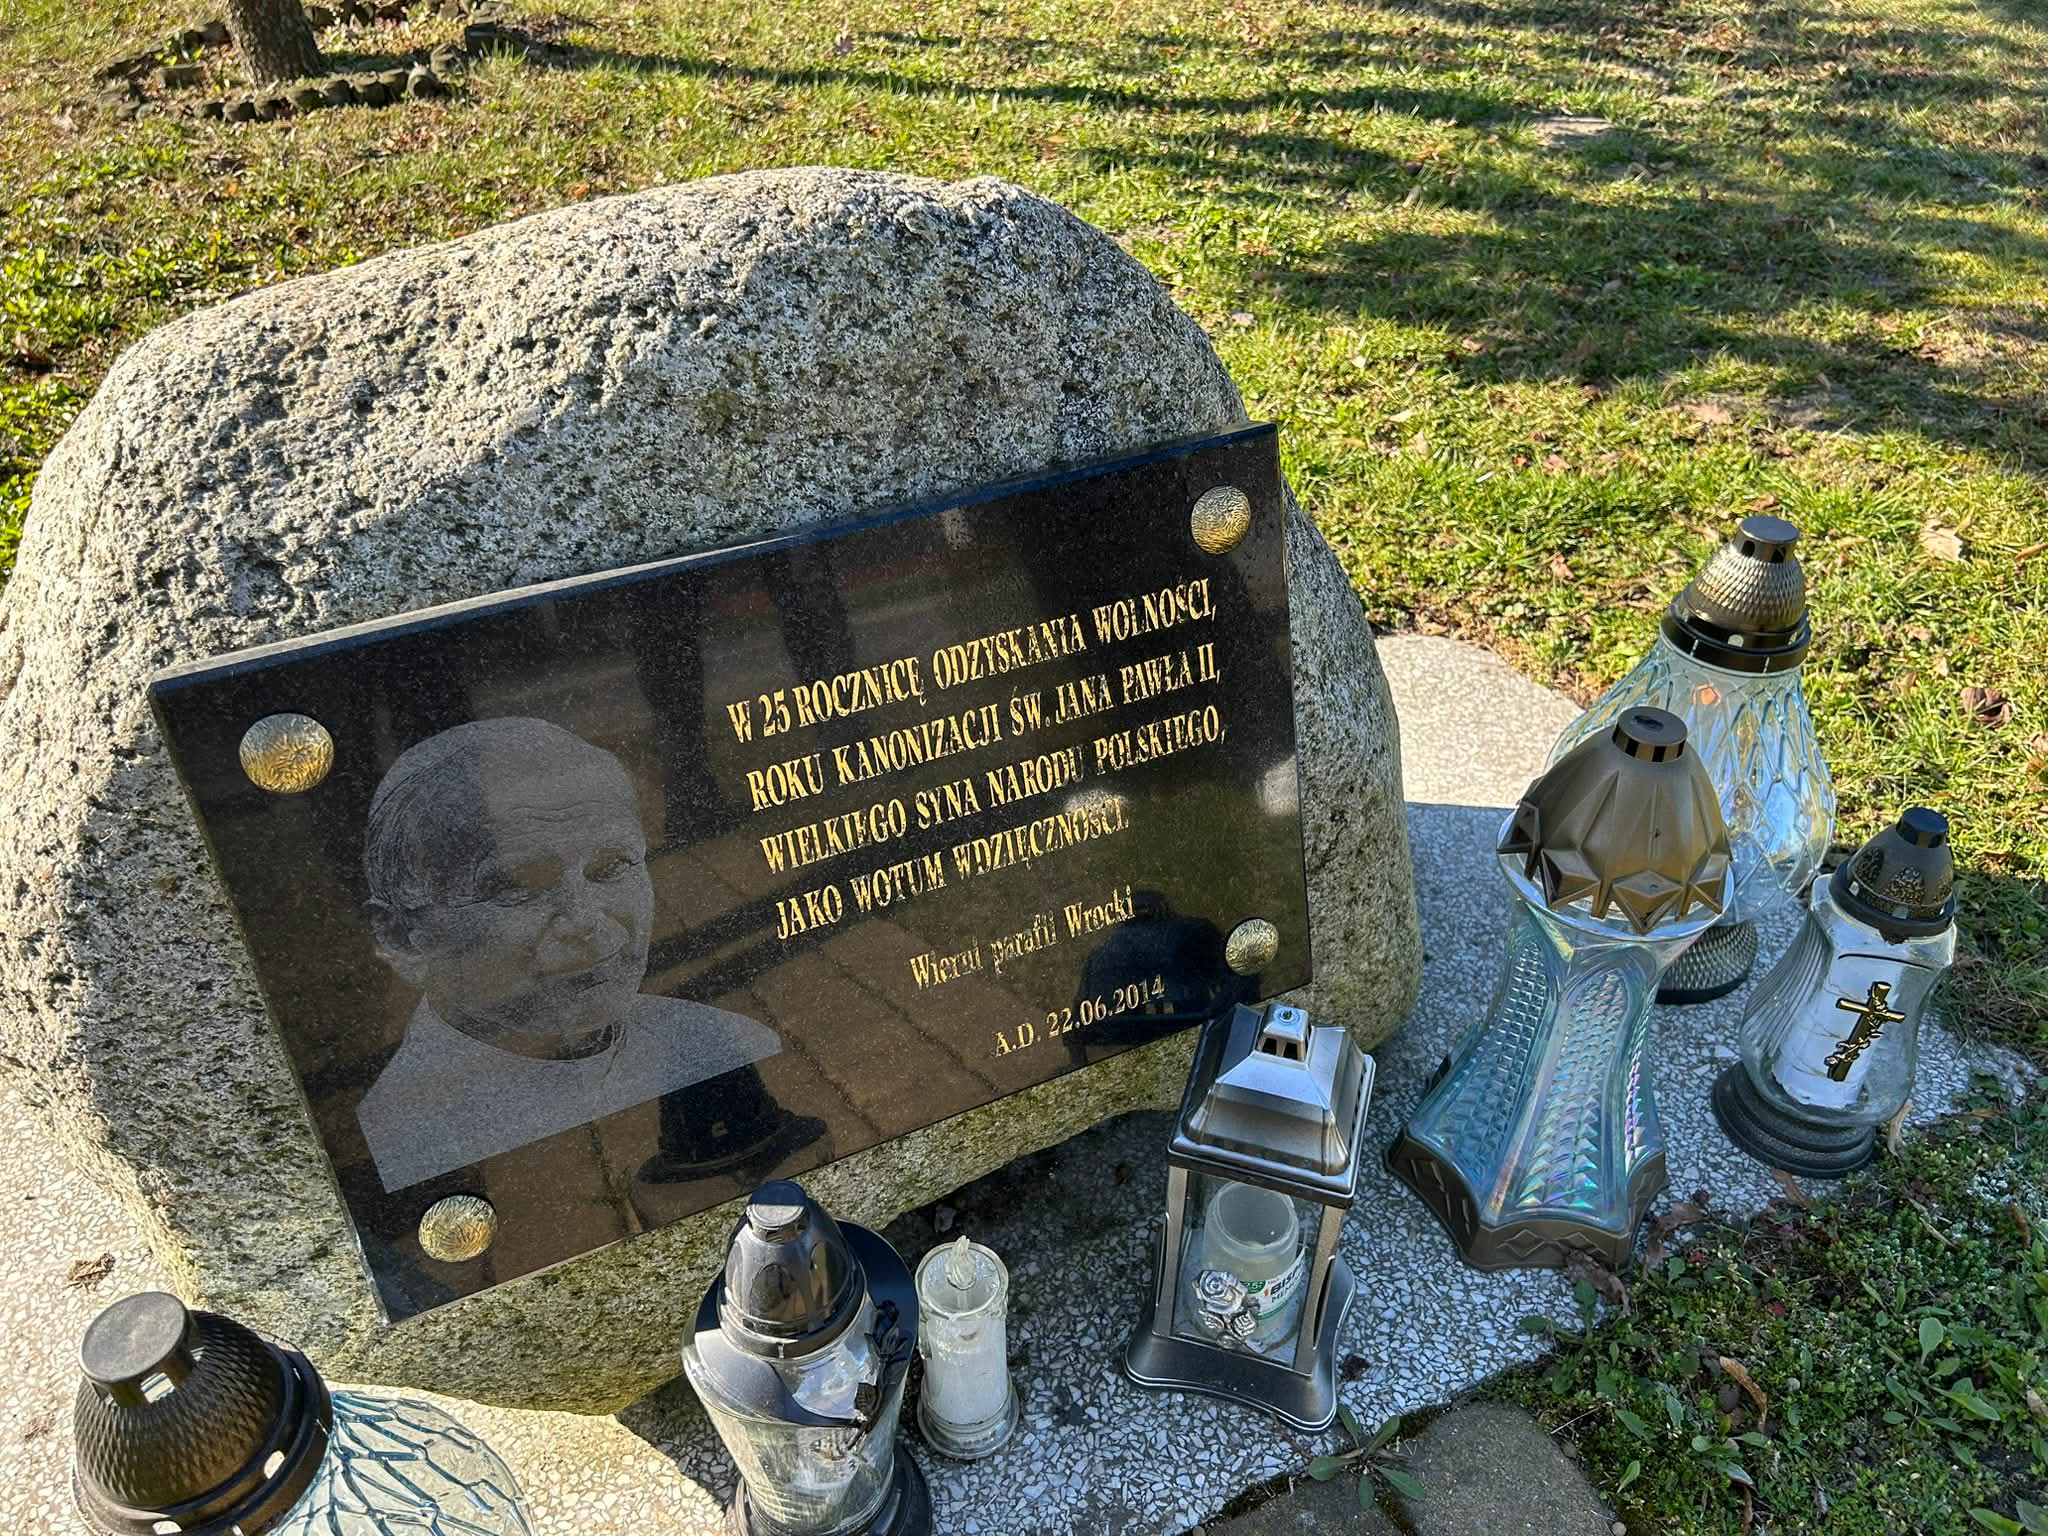 W 25 ROCZNICĘ ODZYSKANIA WOLNOŚCI,
ROKU KANONIZACJI ŚW. JANA PAWŁA II,
WIELKIEGO SYNA NARODU POLSKIEGO,
JAKO WOTUM WDZIĘCZNOŚCI.
Wierni parafii Wrocki
A.D. 22.06.2014